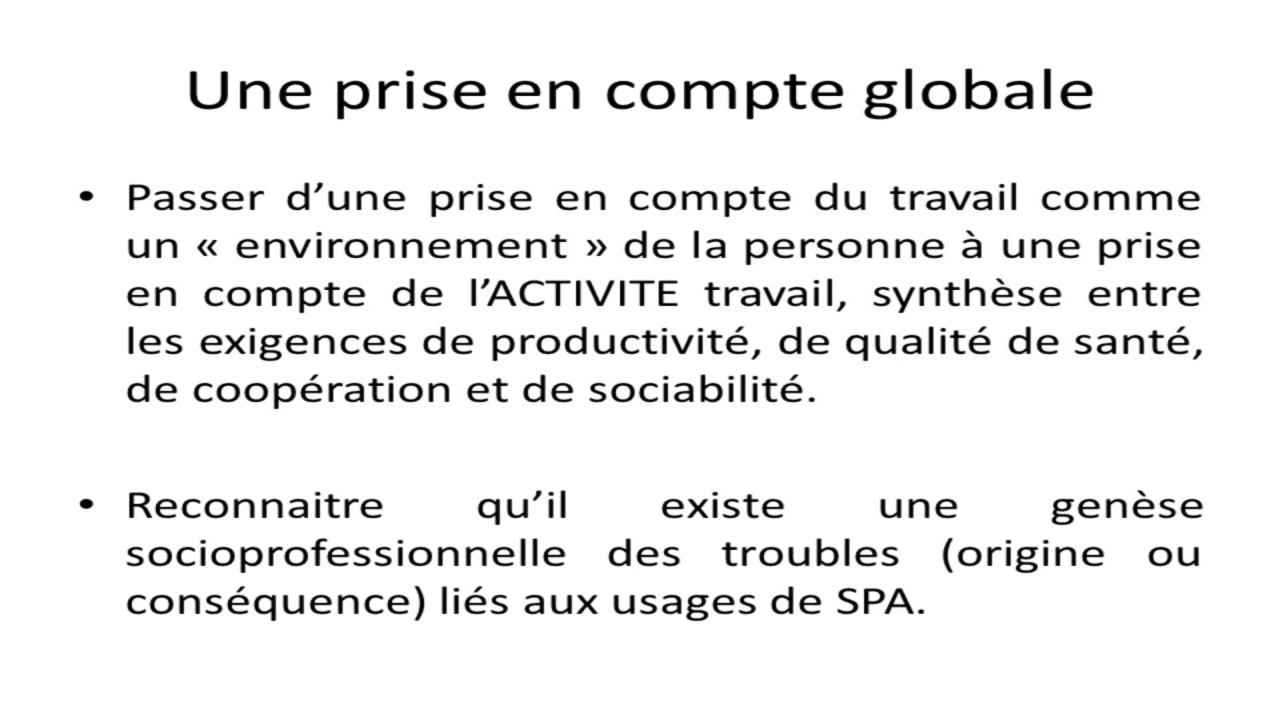 Une prise en compte globale
• Passer d’une prise en compte du travail comme
un « environnement » de la personne à une prise
en compte de l’ACTIVITE travail, synthèse entre
les exigences de productivité, de qualité de santé,
de coopération et de sociabilité.
• Reconnaitre qu’il existe une genèse
socioprofessionnelle des troubles (origine ou
conséquence) liés aux usages de SPA.